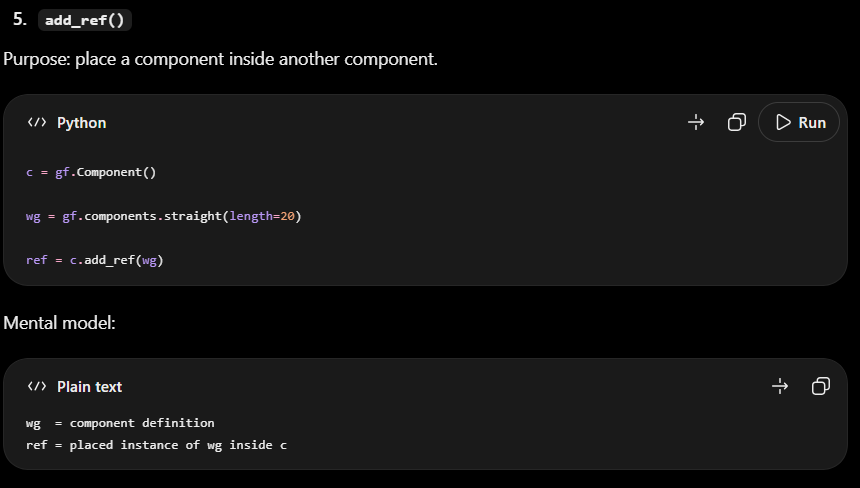 5. add_ref()
Purpose: place a component inside another component.
</> Python
Run
c = gf.Component()
wg = gf.components.straight(length=20)
ref = c.add_ref(wg)
Mental model:
</> Plain text
wg  = component definition
ref = placed instance of wg inside c